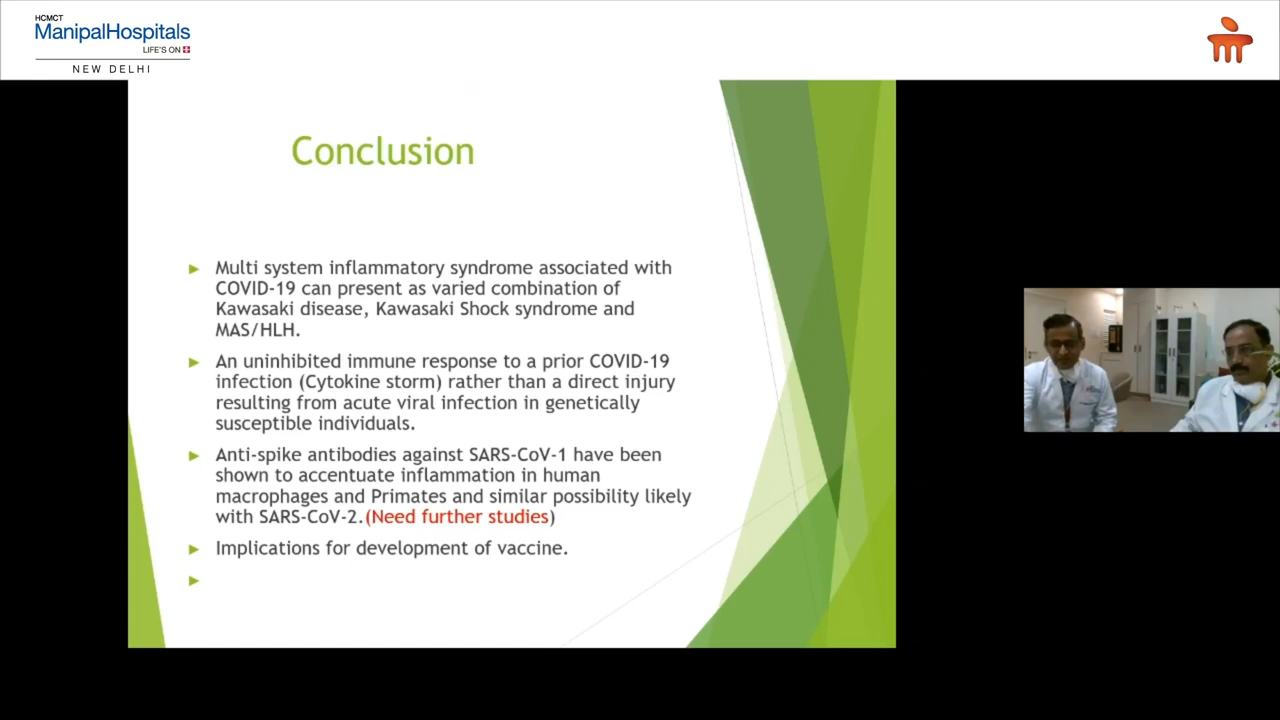 HCMCT
ManipalHospitals
LIFE'S ON
NEW DELHI
Conclusion
Multi system inflammatory syndrome associated with
COVID-19 can present as varied combination of
Kawasaki disease, Kawasaki Shock syndrome and
MAS/HLH.
An uninhibited immune response to a prior COVID-19
infection (Cytokine storm) rather than a direct injury
resulting from acute viral infection in genetically
susceptible individuals.
Anti-spike antibodies against SARS-CoV-1 have been
shown to accentuate inflammation in human
macrophages and Primates and similar possibility likely
with SARS-CoV-2.(Need further studies)
Implications for development of vaccine.